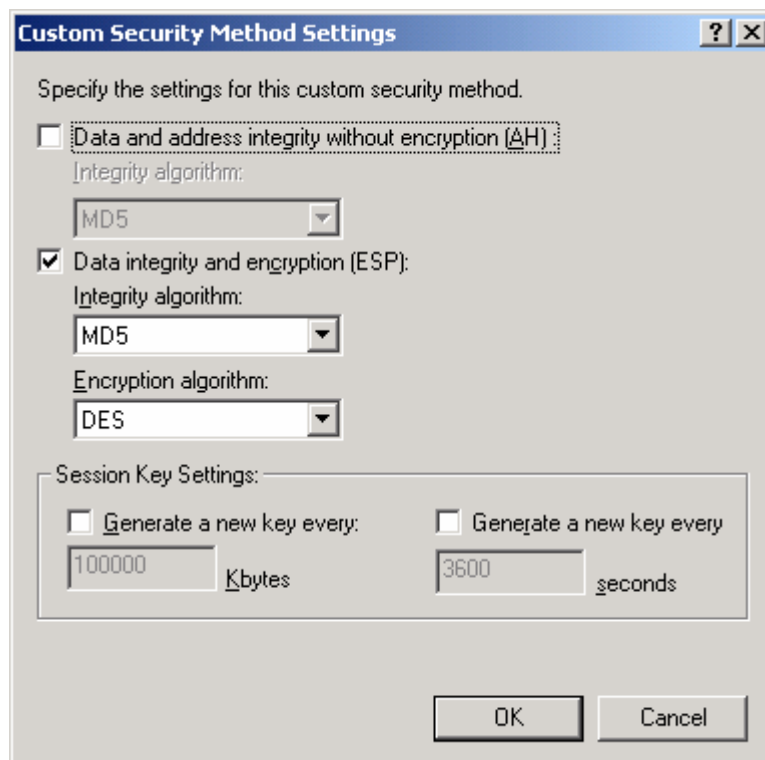 Custom Security Method Settings
Specify the settings for this custom security method.
Data and address integrity without encryption (AH) :
Integrity algorithm:
MD5
Data integrity and encryption (ESP):
Integrity algorithm:
MD5
Encryption algorithm:
DES
Session Key Settings:
Generate a new key every: Generate a new key every
100000 Kbytes 3600 seconds
OK Cancel